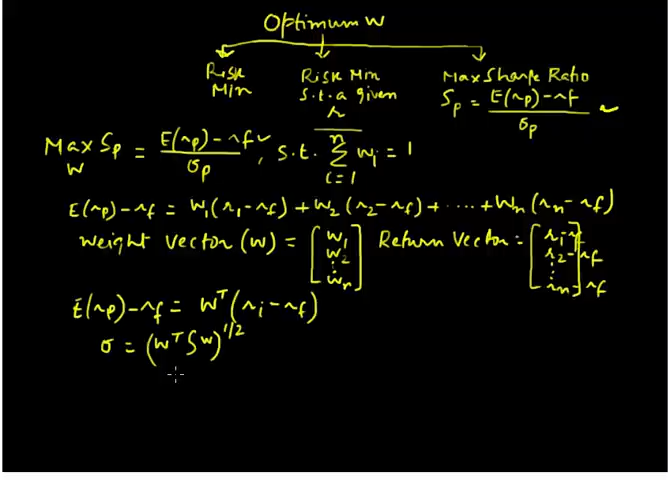 Optimum W
Risk Min
Risk Min s.t. a given r
Max Sharpe Ratio
Sp = E(rp) - rf / σp
Max Sp = E(rp) - rf / σp , s.t. n Σ i=1 wi = 1
W
E(rp) - rf = W1 (r1 - rf) + W2 (r2 - rf) + ..... + Wn (rn - rf)
Weight Vector (W) = [W1 W2 ⋮ Wn] Return Vector = [r1 - rf r2 - rf ⋮ rn - rf]
E(rp) - rf = W^T (ri - rf)
σ = (W^T S W)^1/2